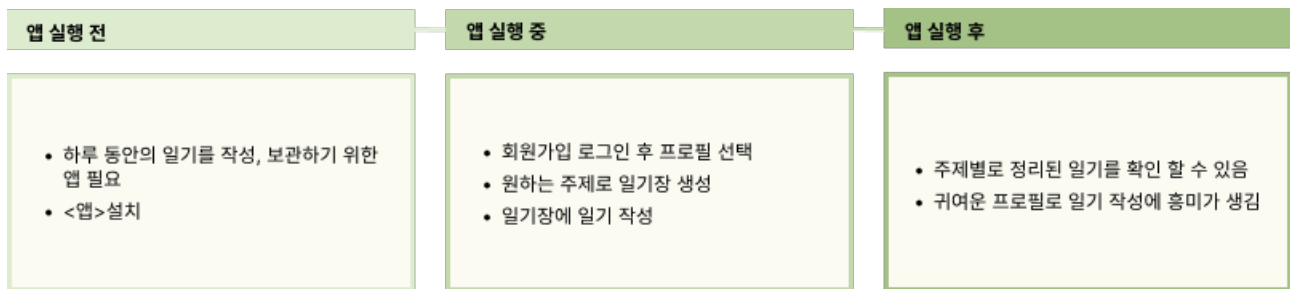 앱 실행 전
앱 실행 중
앱 실행 후
• 하루 동안의 일기를 작성, 보관하기 위한
앱 필요
• <앱>설치
• 회원가입 로그인 후 프로필 선택
• 원하는 주제로 일기장 생성
• 일기장에 일기 작성
• 주제별로 정리된 일기를 확인 할 수 있음
• 귀여운 프로필로 일기 작성에 흥미가 생김